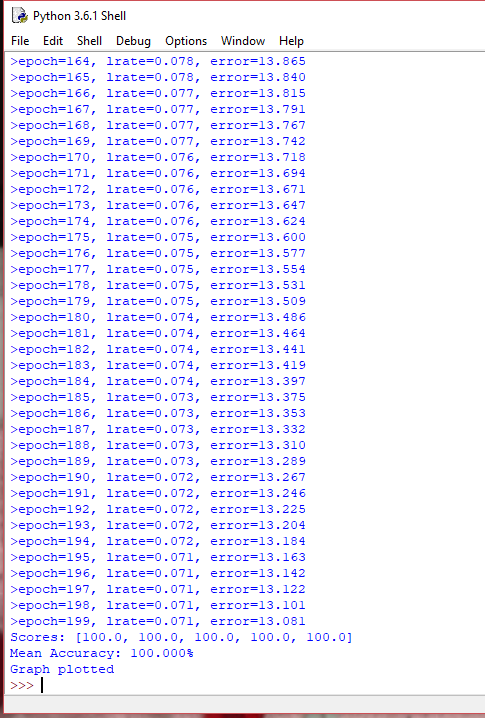 Python 3.6.1 Shell
File Edit Shell Debug Options Window Help
>epoch=164, lrate=0.078, error=13.865
>epoch=165, lrate=0.078, error=13.840
>epoch=166, lrate=0.077, error=13.815
>epoch=167, lrate=0.077, error=13.791
>epoch=168, lrate=0.077, error=13.767
>epoch=169, lrate=0.077, error=13.742
>epoch=170, lrate=0.076, error=13.718
>epoch=171, lrate=0.076, error=13.694
>epoch=172, lrate=0.076, error=13.671
>epoch=173, lrate=0.076, error=13.647
>epoch=174, lrate=0.076, error=13.624
>epoch=175, lrate=0.075, error=13.600
>epoch=176, lrate=0.075, error=13.577
>epoch=177, lrate=0.075, error=13.554
>epoch=178, lrate=0.075, error=13.531
>epoch=179, lrate=0.075, error=13.509
>epoch=180, lrate=0.074, error=13.486
>epoch=181, lrate=0.074, error=13.464
>epoch=182, lrate=0.074, error=13.441
>epoch=183, lrate=0.074, error=13.419
>epoch=184, lrate=0.074, error=13.397
>epoch=185, lrate=0.073, error=13.375
>epoch=186, lrate=0.073, error=13.353
>epoch=187, lrate=0.073, error=13.332
>epoch=188, lrate=0.073, error=13.310
>epoch=189, lrate=0.073, error=13.289
>epoch=190, lrate=0.072, error=13.267
>epoch=191, lrate=0.072, error=13.246
>epoch=192, lrate=0.072, error=13.225
>epoch=193, lrate=0.072, error=13.204
>epoch=194, lrate=0.072, error=13.184
>epoch=195, lrate=0.071, error=13.163
>epoch=196, lrate=0.071, error=13.142
>epoch=197, lrate=0.071, error=13.122
>epoch=198, lrate=0.071, error=13.101
>epoch=199, lrate=0.071, error=13.081
Scores: [100.0, 100.0, 100.0, 100.0, 100.0]
Mean Accuracy: 100.000%
Graph plotted
>>>